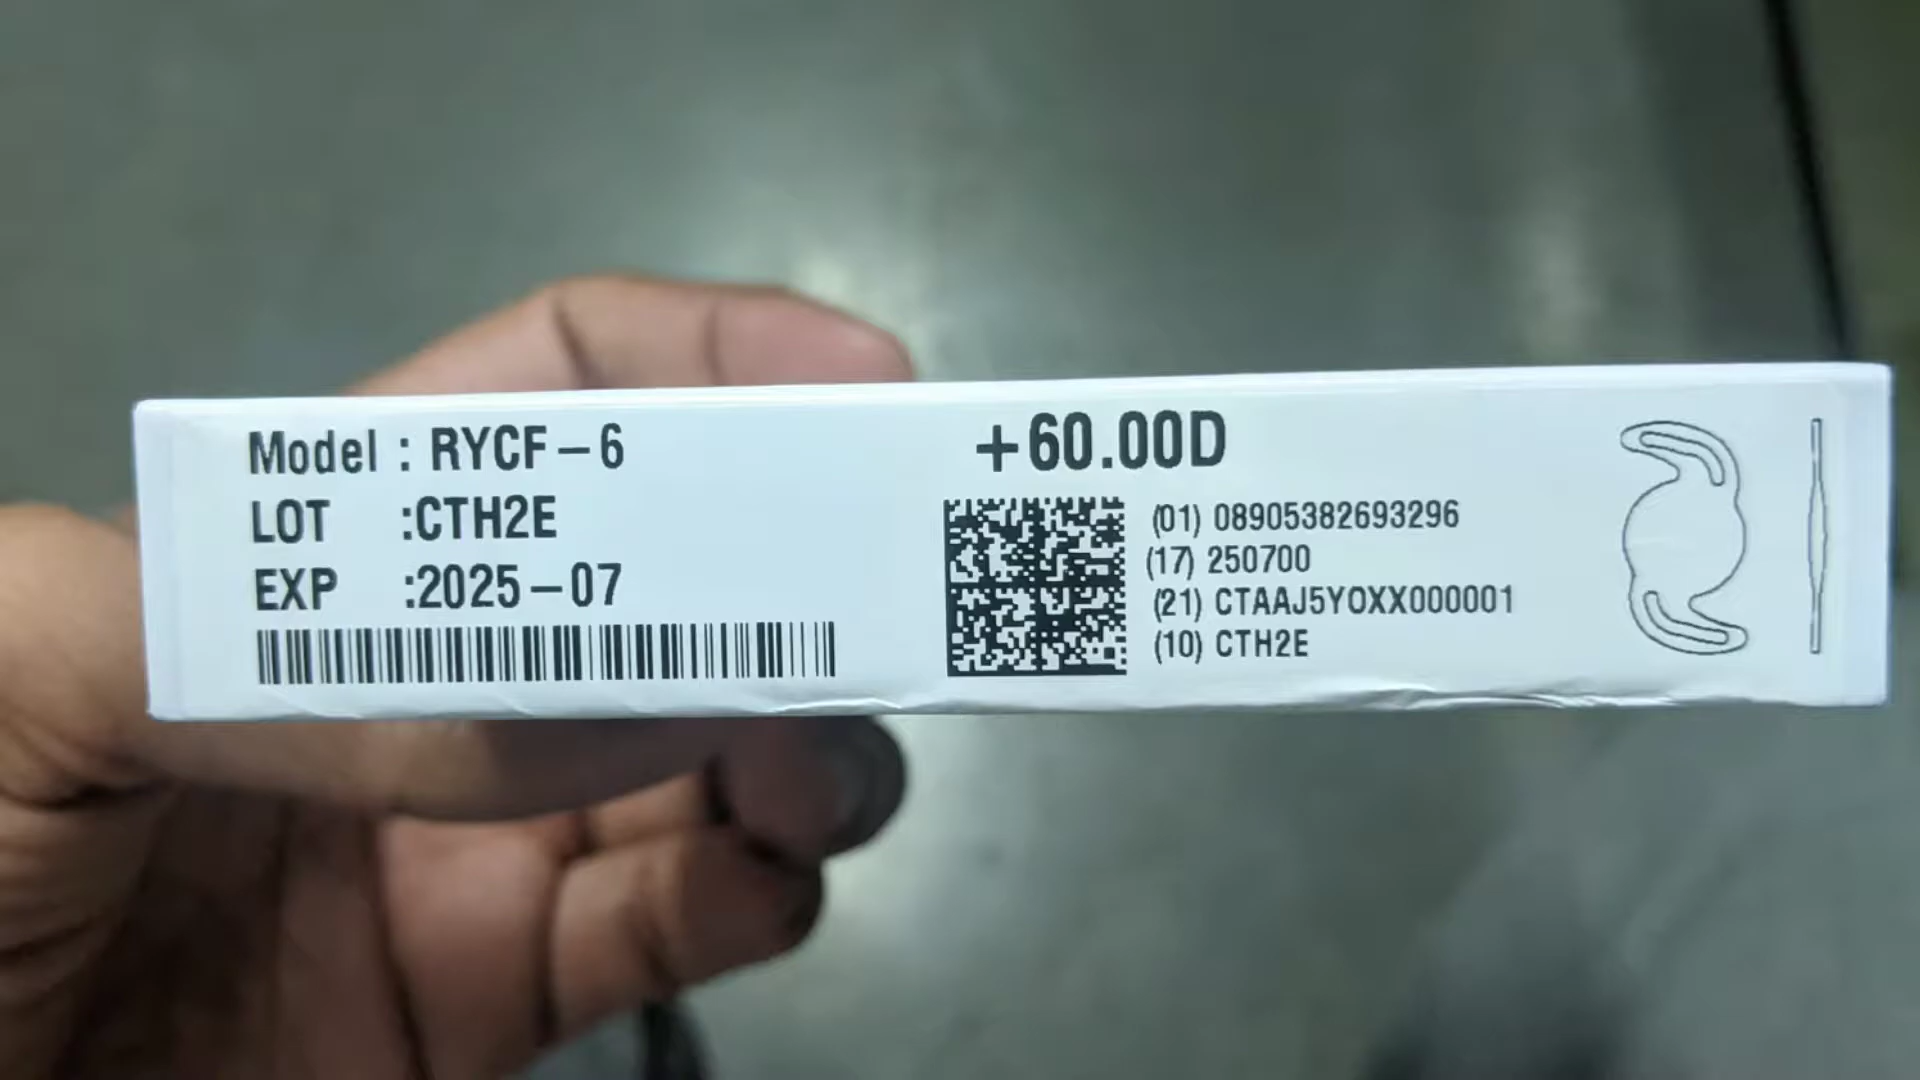 Model : RYCF-6
LOT :CTH2E
EXP :2025-07
+60.00D
(01) 08905382693296
(17) 250700
(21) CTAAJ5YOXX000001
(10) CTH2E